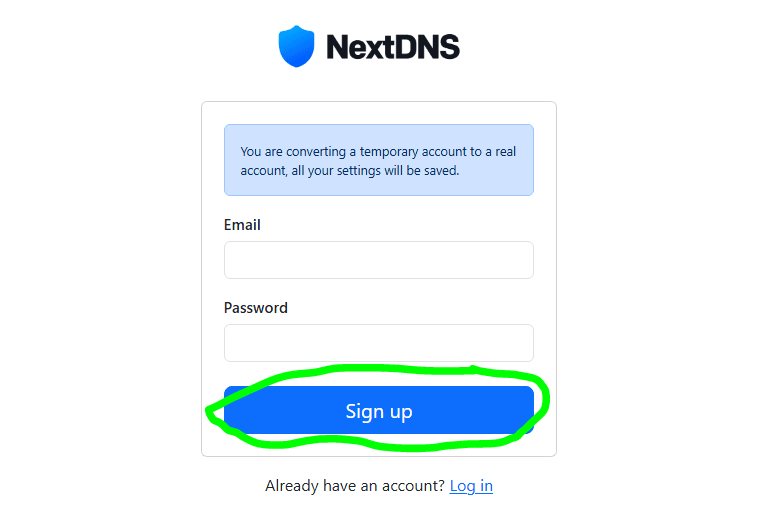 NextDNS
You are converting a temporary account to a real
account, all your settings will be saved.
Email
Password
Sign up
Already have an account? Log in